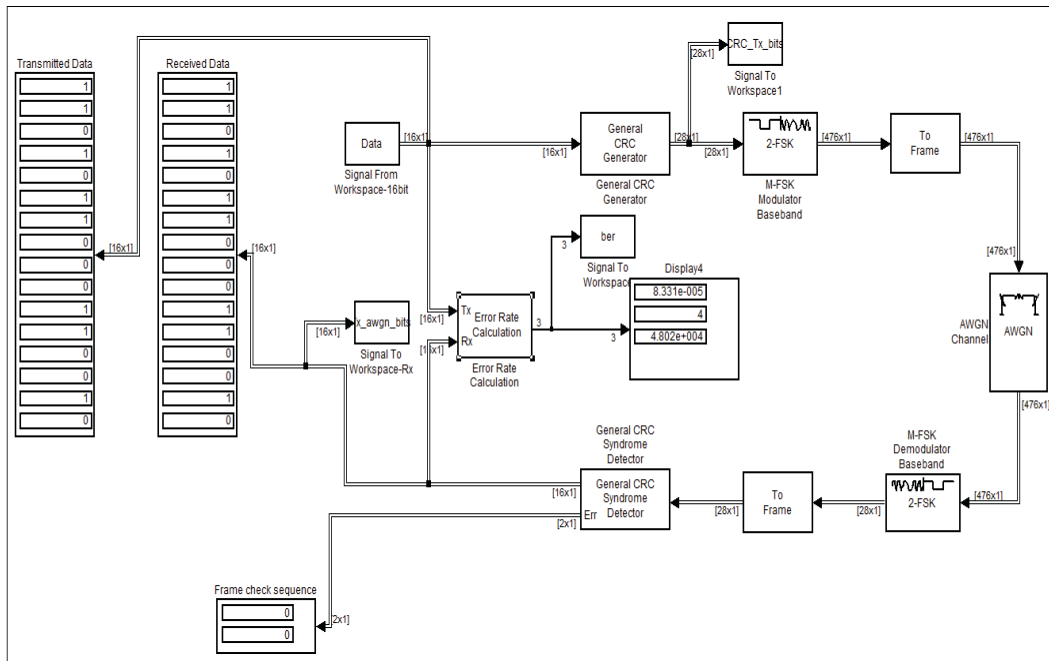 Transmitted Data
1
1
0
1
0
1
1
0
0
0
1
1
0
0
1
0
Received Data
1
1
0
1
0
1
1
0
0
0
1
1
0
0
1
0
[16x1]
[16x1]
Data
[16x1]
Signal From
Workspace-16bit
[16x1]
General
CRC
Generator
General CRC
Generator
[28x1]
[28x1]
CRC_Tx_bits
[28x1]
Signal To
Workspace1
2-FSK
M-FSK
Modulator
Baseband
[476x1]
To
Frame
[476x1]
[476x1]
AWGN
AWGN
Channel
[476x1]
M-FSK
Demodulator
Baseband
2-FSK
[476x1]
[28x1]
To
Frame
[28x1]
General CRC
Syndrome
Detector
General CRC
Syndrome
Detector
Err
[16x1]
[2x1]
ber
3
Signal To
Workspace
Display4
8.331e-005
4
4.802e+004
3
Tx
Rx
Error Rate
Calculation
3
[16x1]
[16x1]
Error Rate
Calculation
x_awgn_bits
[16x1]
Signal To
Workspace-Rx
Frame check sequence
0
0
[2x1]